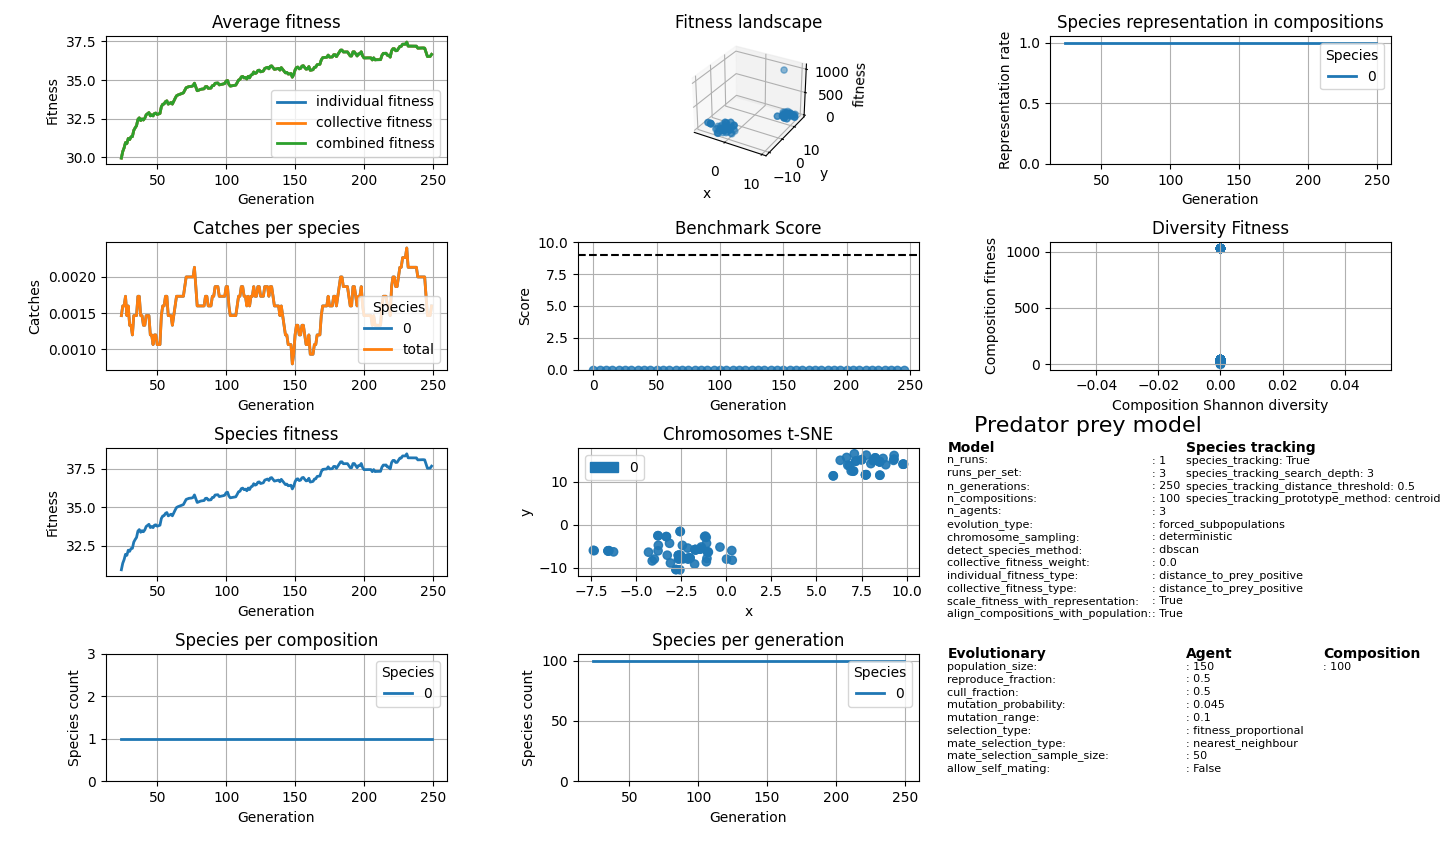 Average fitness
37.5
35.0
32.5
30.0
Fitness
individual fitness
collective fitness
combined fitness
50 100 150 200 250
Generation
Fitness landscape
1000
500
0
fitness
0 10
x
−10 0 10
y
Species representation in compositions
1.0
0.5
0.0
Representation rate
Species
0
50 100 150 200 250
Generation
Catches per species
0.0020
0.0015
0.0010
Catches
Species
0
total
50 100 150 200 250
Generation
Benchmark Score
10.0
7.5
5.0
2.5
0.0
Score
0 50 100 150 200 250
Generation
Diversity Fitness
1000
500
0
Composition fitness
−0.04 −0.02 0.00 0.02 0.04
Composition Shannon diversity
Species fitness
37.5
35.0
32.5
Fitness
50 100 150 200 250
Generation
Chromosomes t-SNE
0
10
0
−10
y
−7.5 −5.0 −2.5 0.0 2.5 5.0 7.5 10.0
x
Predator prey model
Model
n_runs: : 1
runs_per_set: : 3
n_generations: : 250
n_compositions: : 100
n_agents: : 3
evolution_type: : forced_subpopulations
chromosome_sampling: : deterministic
detect_species_method: : dbscan
collective_fitness_weight: : 0.0
individual_fitness_type: : distance_to_prey_positive
collective_fitness_type: : distance_to_prey_positive
scale_fitness_with_representation: : True
align_compositions_with_population: : True
Species tracking
species_tracking: True
species_tracking_search_depth: 3
species_tracking_distance_threshold: 0.5
species_tracking_prototype_method: centroid
Species per composition
3
2
1
0
Species count
Species
0
50 100 150 200 250
Generation
Species per generation
100
50
0
Species count
Species
0
50 100 150 200 250
Generation
Evolutionary Agent Composition
population_size: : 150 : 100
reproduce_fraction: : 0.5
cull_fraction: : 0.5
mutation_probability: : 0.045
mutation_range: : 0.1
selection_type: : fitness_proportional
mate_selection_type: : nearest_neighbour
mate_selection_sample_size: : 50
allow_self_mating: : False